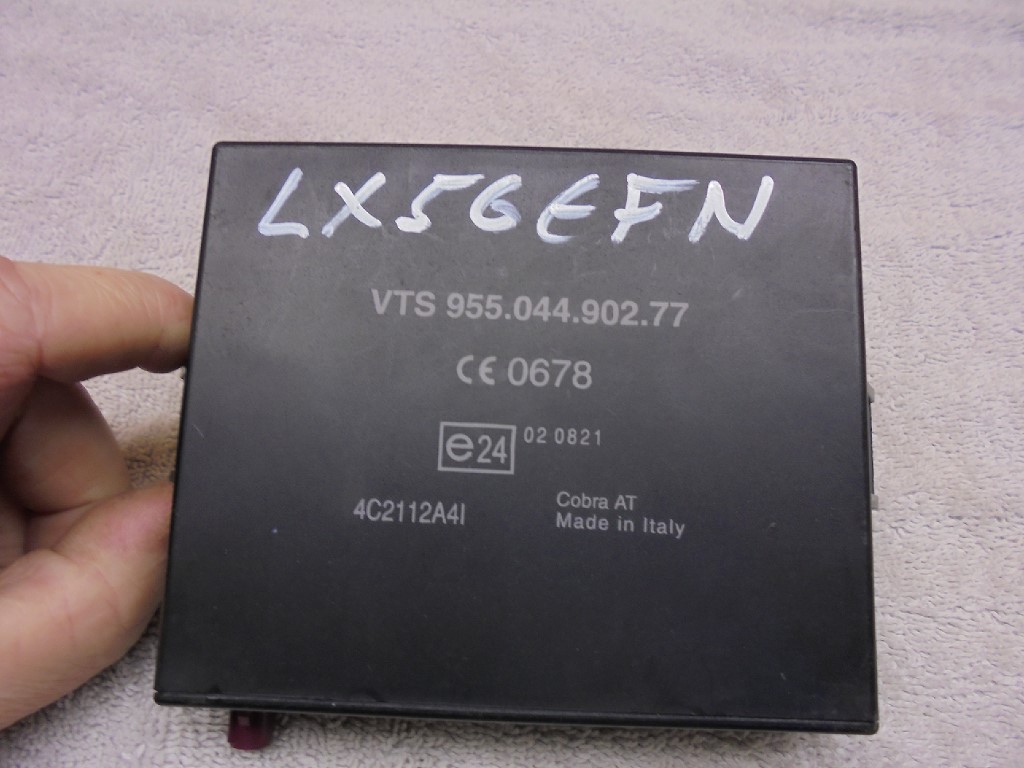 LX56EFN
VTS 955.044.902.77
CE 0678
e24 02 0821
4C2112A4I
Cobra AT
Made in Italy